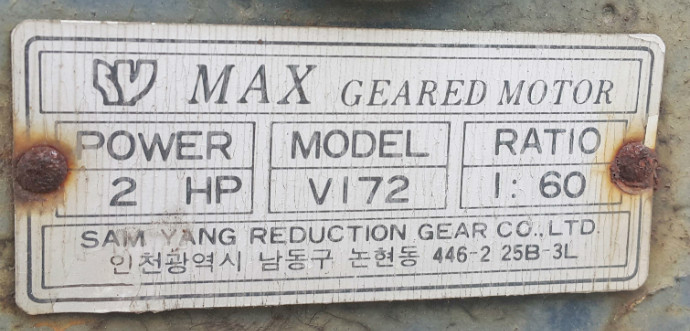 MAX GEARED MOTOR
POWER MODEL RATIO
2 HP V172 1:60
SAM YANG REDUCTION GEAR CO.,LTD.
인천광역시 남동구 논현동 446-2 25B-3L